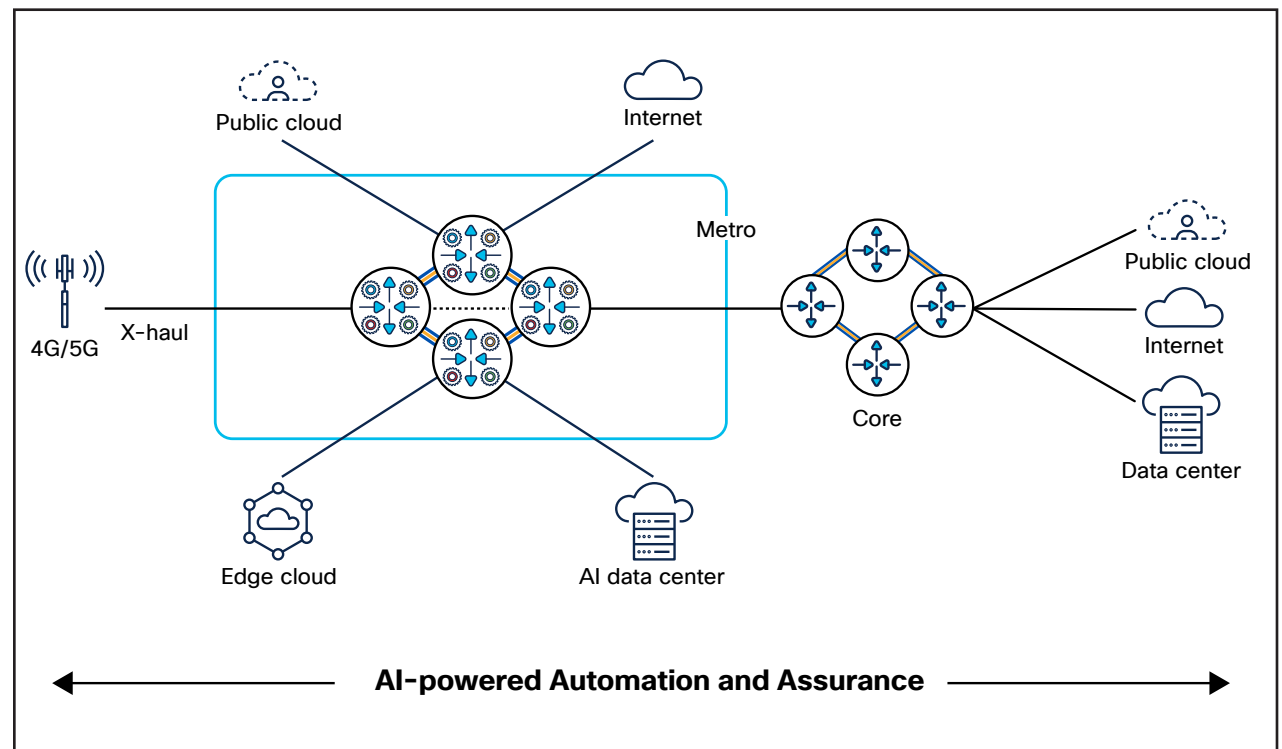 Public cloud
Internet
Metro
Public cloud
4G/5G
X-haul
Internet
Core
Data center
Edge cloud
AI data center
AI-powered Automation and Assurance